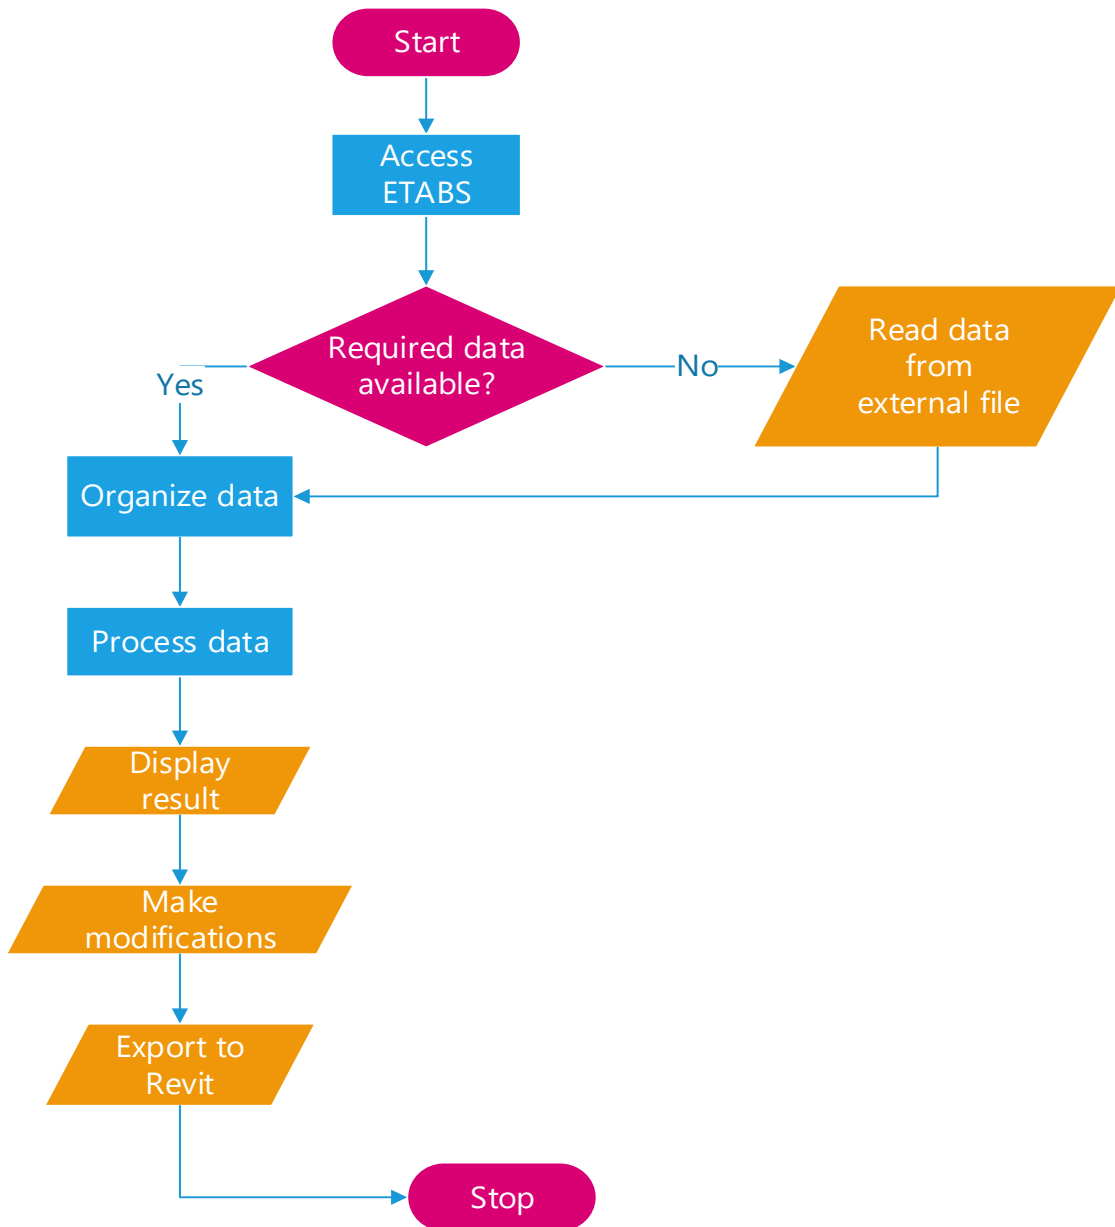 Start
Access
ETABS
Required data
available?
Yes
No
Read data
from
external file
Organize data
Process data
Display
result
Make
modifications
Export to
Revit
Stop